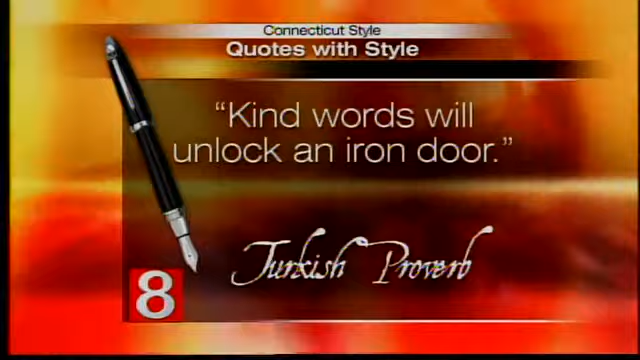 Connecticut Style
Quotes with Style
“Kind words will
unlock an iron door.”
Turkish Proverb
8